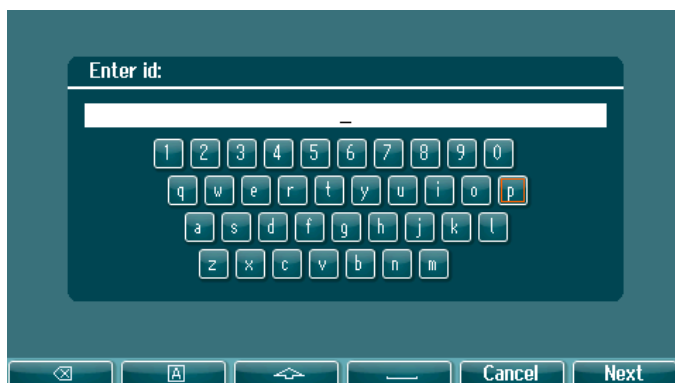 Enter id:
_
1 2 3 4 5 6 7 8 9 0
q w e r t y u i o p
a s d f g h j k l
z x c v b n m
A Cancel Next